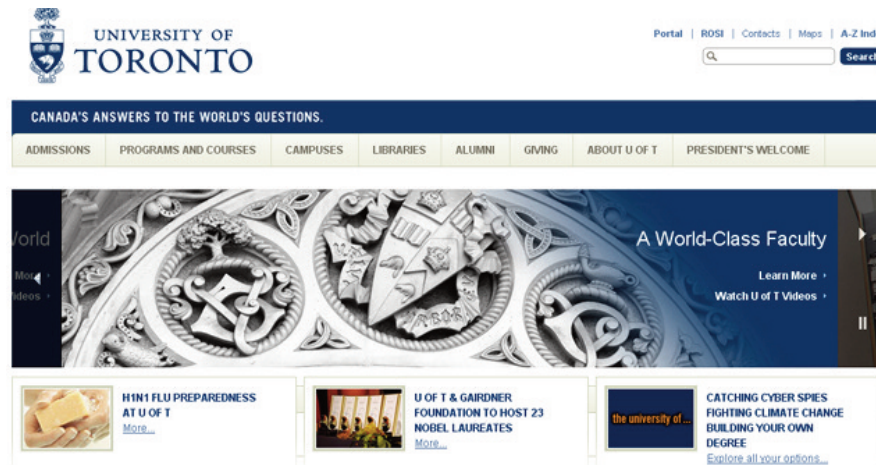 UNIVERSITY OF
TORONTO
Portal | ROSI | Contacts | Maps | A-Z Ind
Search
CANADA'S ANSWERS TO THE WORLD'S QUESTIONS.
ADMISSIONS PROGRAMS AND COURSES CAMPUSES LIBRARIES ALUMNI GIVING ABOUT U OF T PRESIDENT'S WELCOME
World
A World-Class Faculty
Learn More
Videos
Watch U of T Videos
ARBOR
H1N1 FLU PREPAREDNESS
AT U OF T
More...
U OF T & GAIRDNER
FOUNDATION TO HOST 23
NOBEL LAUREATES
More...
the university of ...
CATCHING CYBER SPIES
FIGHTING CLIMATE CHANGE
BUILDING YOUR OWN
DEGREE
Explore all your options...